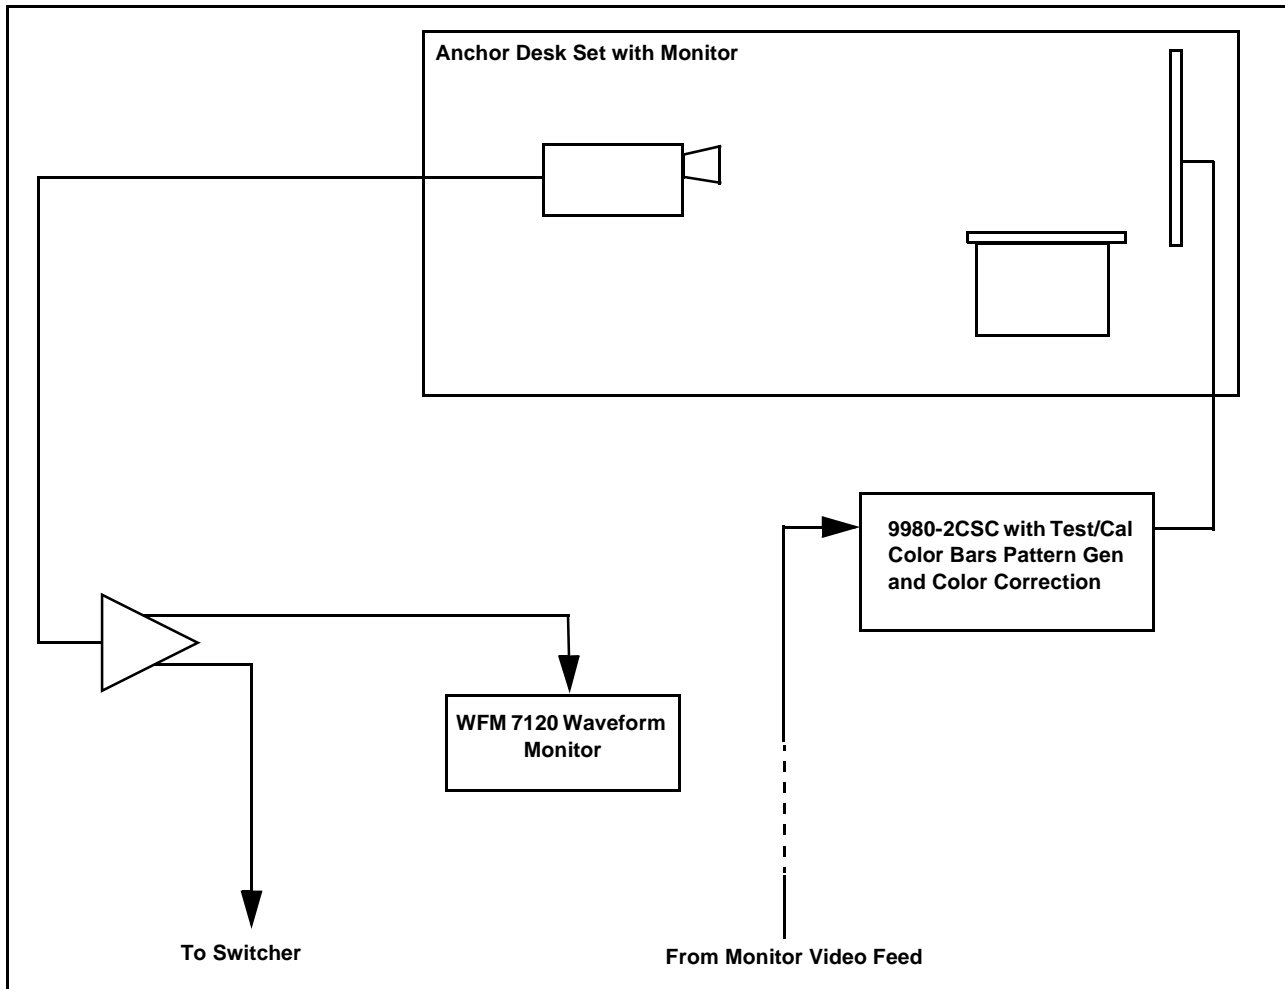 Anchor Desk Set with Monitor
9980-2CSC with Test/Cal
Color Bars Pattern Gen
and Color Correction
WFM 7120 Waveform
Monitor
To Switcher
From Monitor Video Feed